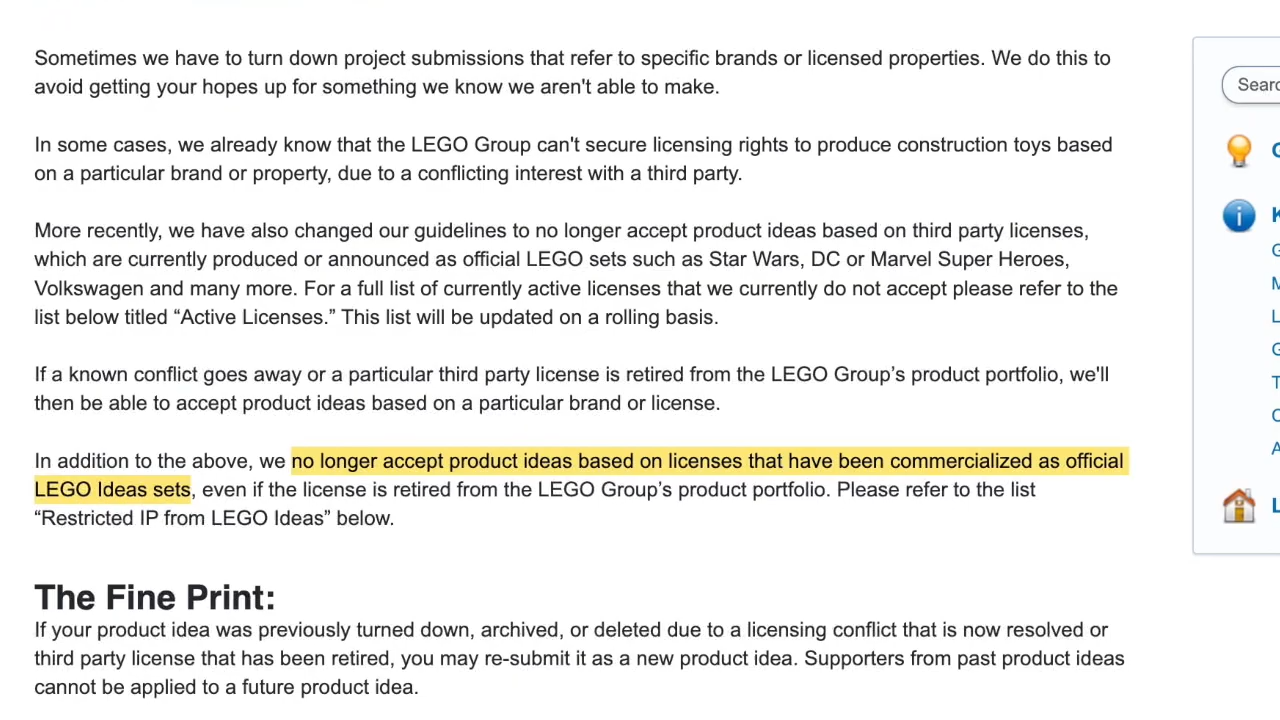 Sometimes we have to turn down project submissions that refer to specific brands or licensed properties. We do this to
avoid getting your hopes up for something we know we aren't able to make.
In some cases, we already know that the LEGO Group can't secure licensing rights to produce construction toys based
on a particular brand or property, due to a conflicting interest with a third party.
More recently, we have also changed our guidelines to no longer accept product ideas based on third party licenses,
which are currently produced or announced as official LEGO sets such as Star Wars, DC or Marvel Super Heroes,
Volkswagen and many more. For a full list of currently active licenses that we currently do not accept please refer to the
list below titled “Active Licenses.” This list will be updated on a rolling basis.
If a known conflict goes away or a particular third party license is retired from the LEGO Group’s product portfolio, we'll
then be able to accept product ideas based on a particular brand or license.
In addition to the above, we no longer accept product ideas based on licenses that have been commercialized as official
LEGO Ideas sets, even if the license is retired from the LEGO Group’s product portfolio. Please refer to the list
“Restricted IP from LEGO Ideas” below.
The Fine Print:
If your product idea was previously turned down, archived, or deleted due to a licensing conflict that is now resolved or
third party license that has been retired, you may re-submit it as a new product idea. Supporters from past product ideas
cannot be applied to a future product idea.